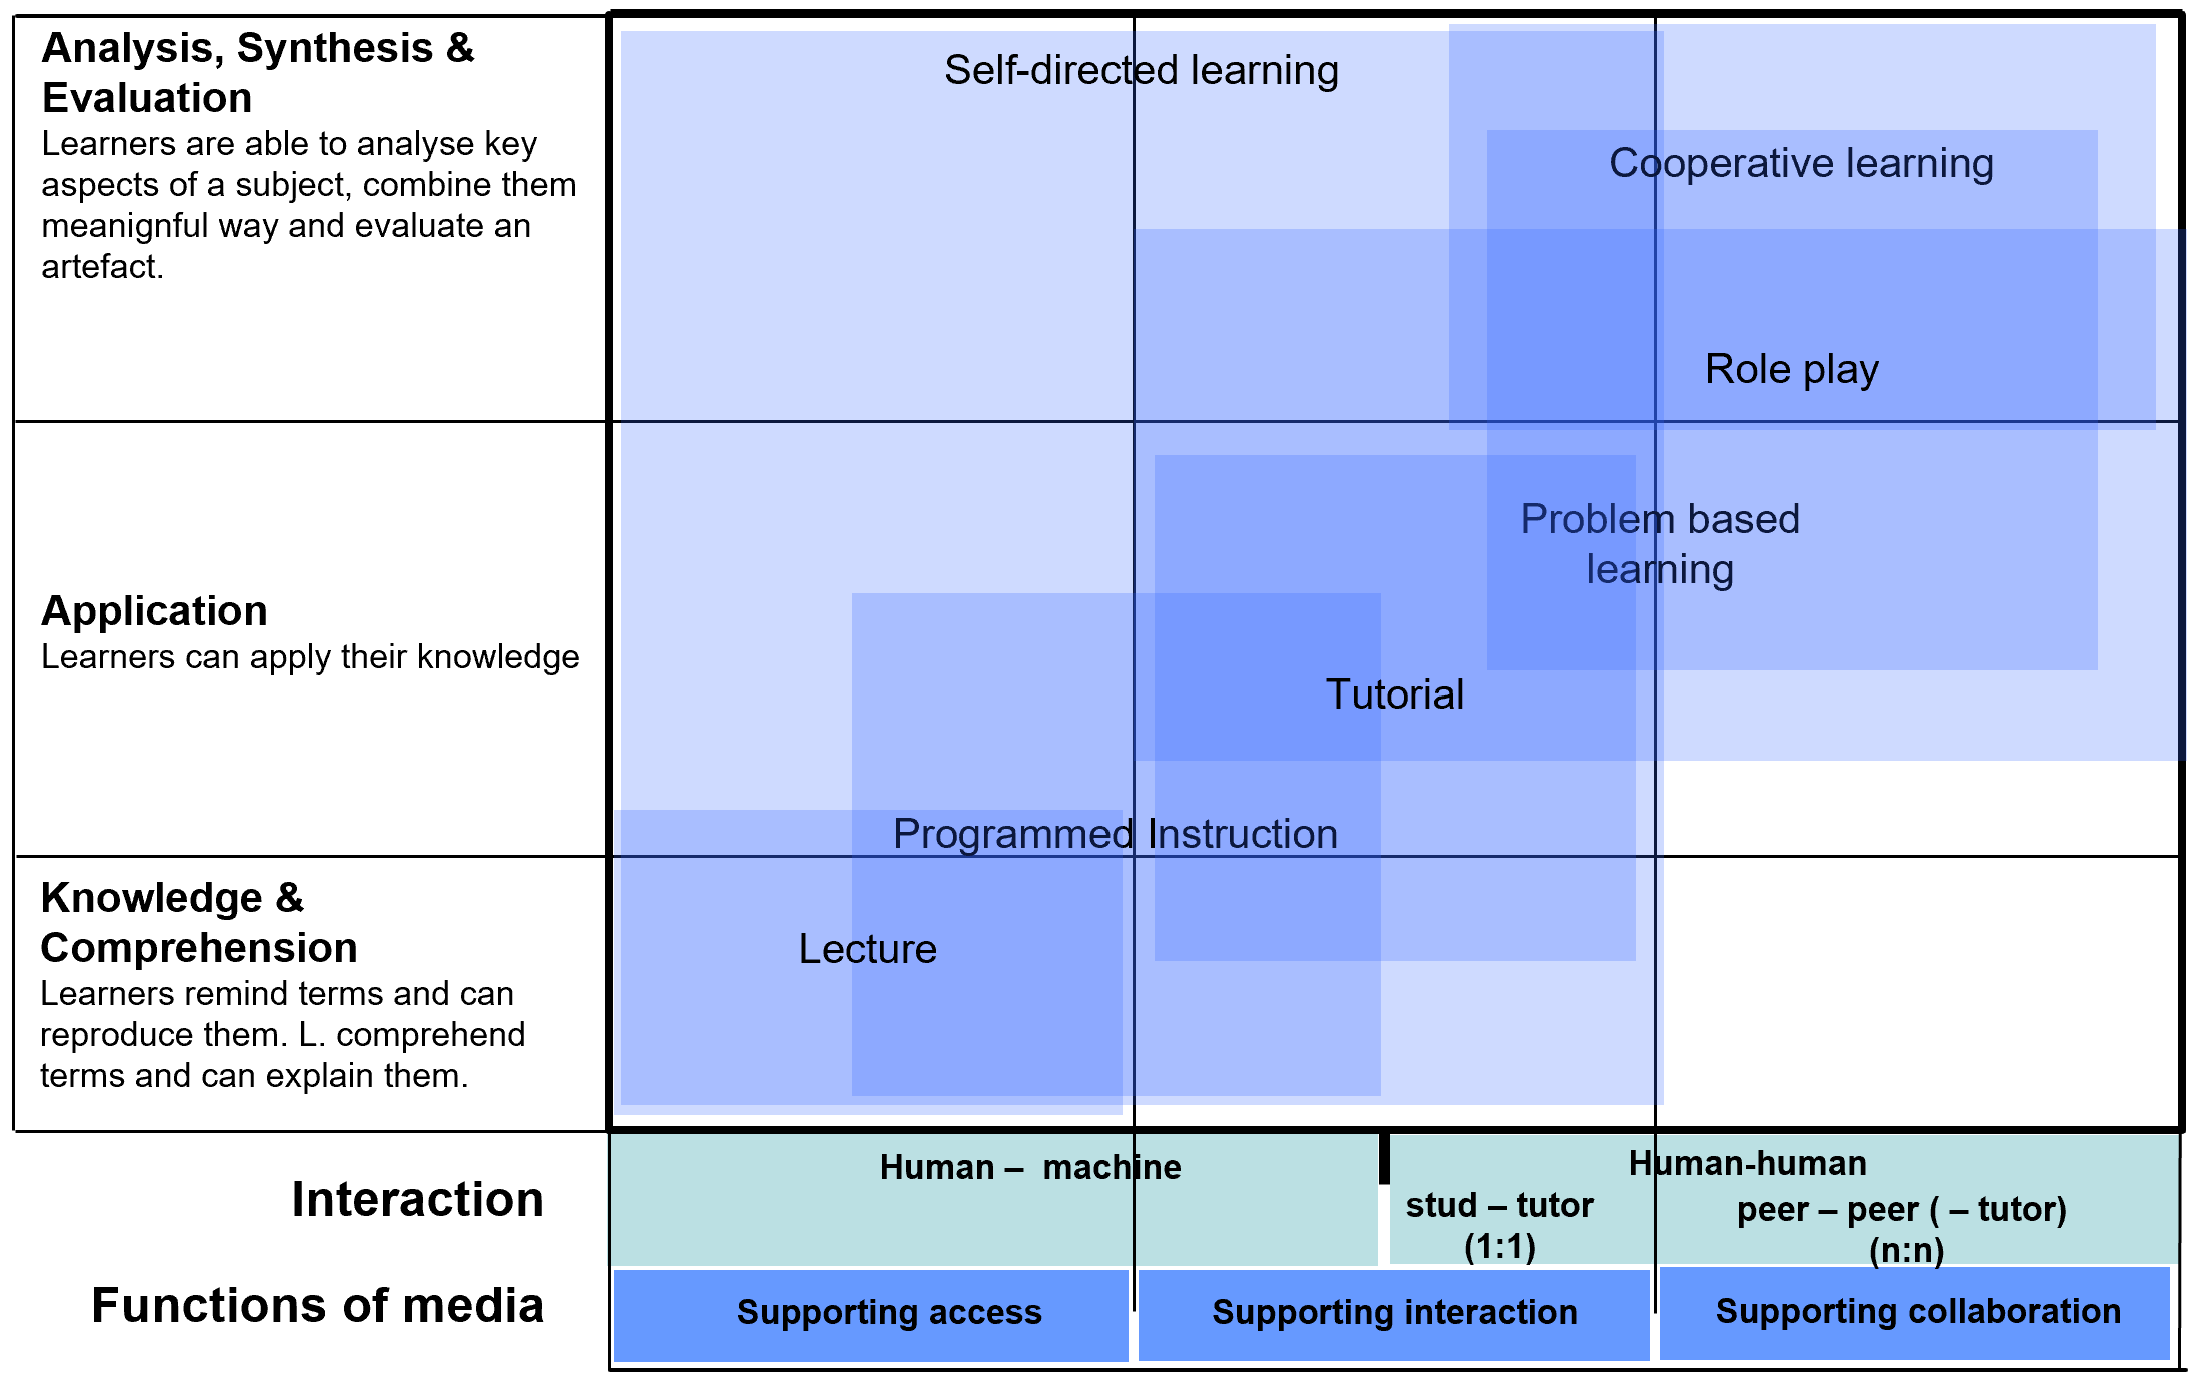 Analysis, Synthesis &
Evaluation
Learners are able to analyse key
aspects of a subject, combine them
meanignful way and evaluate an
artefact.
Self-directed learning
Cooperative learning
Role play
Application
Learners can apply their knowledge
Problem based
learning
Tutorial
Programmed Instruction
Knowledge &
Comprehension
Learners remind terms and can
reproduce them. L. comprehend
terms and can explain them.
Lecture
Interaction
Human – machine
Human-human
stud – tutor
(1:1)
peer – peer ( – tutor)
(n:n)
Functions of media
Supporting access
Supporting interaction
Supporting collaboration